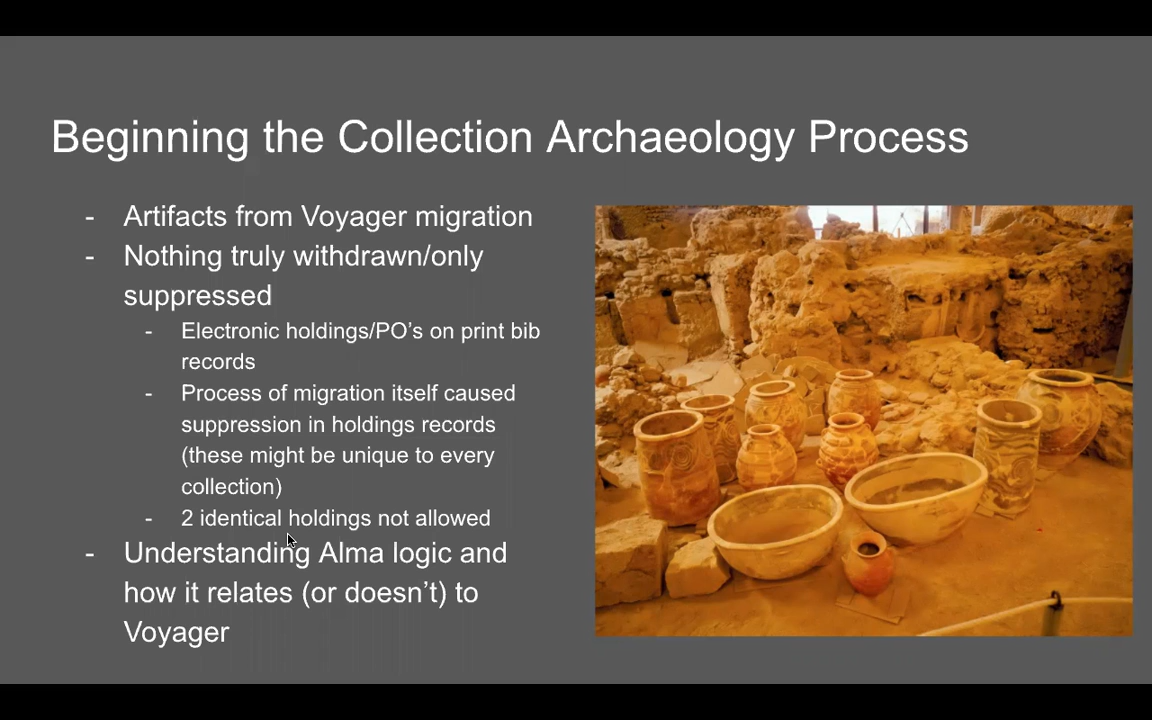 Beginning the Collection Archaeology Process
- Artifacts from Voyager migration
- Nothing truly withdrawn/only
suppressed
- Electronic holdings/PO’s on print bib
records
- Process of migration itself caused
suppression in holdings records
(these might be unique to every
collection)
- 2 identical holdings not allowed
- Understanding Alma logic and
how it relates (or doesn’t) to
Voyager